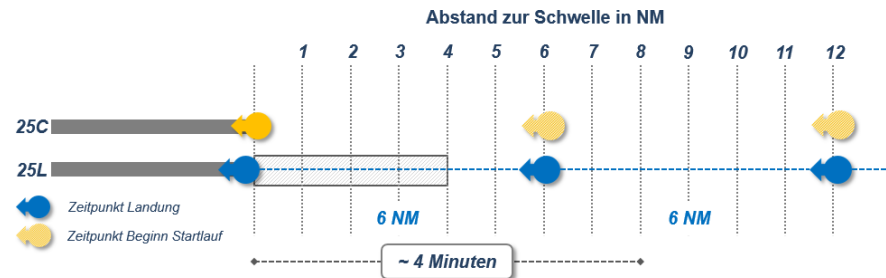 Abstand zur Schwelle in NM
1 2 3 4 5 6 7 8 9 10 11 12
25C
25L
Zeitpunkt Landung
6 NM 6 NM
Zeitpunkt Beginn Startlauf
~ 4 Minuten